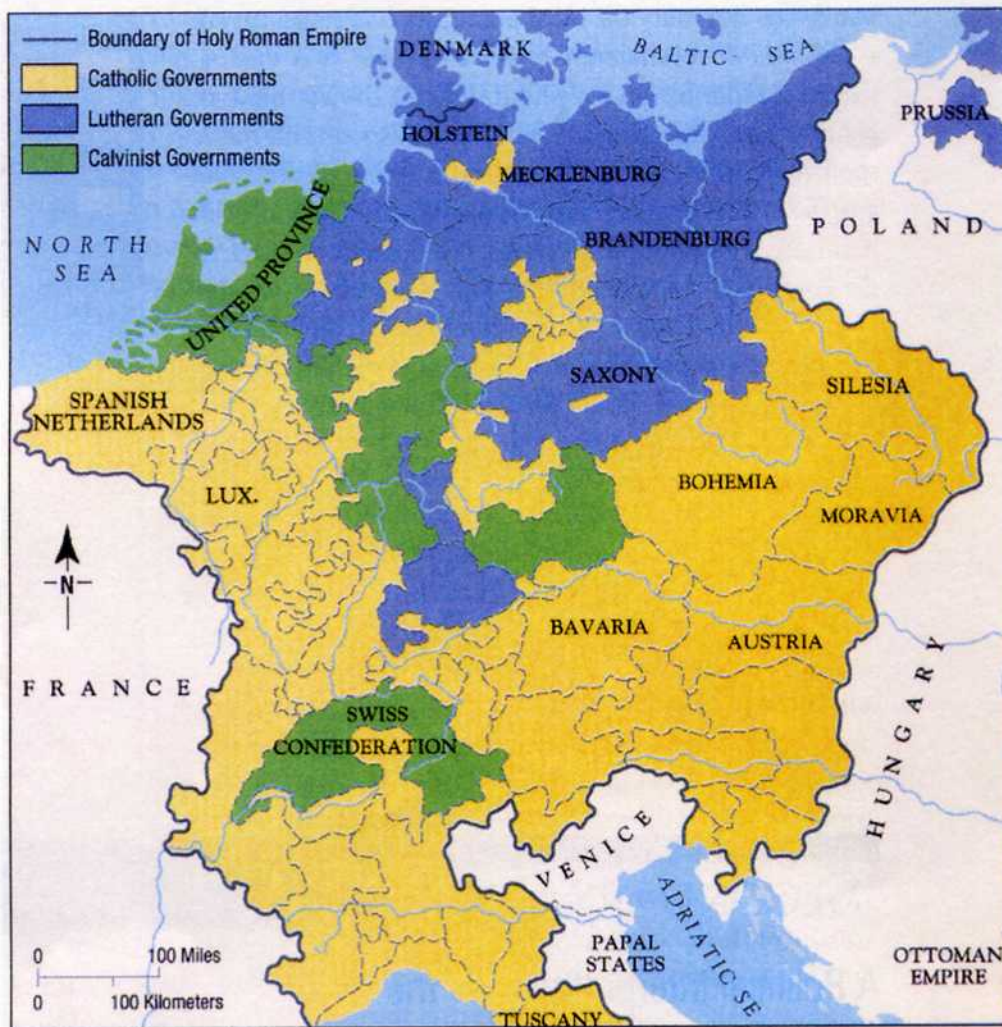 Boundary of Holy Roman Empire
Catholic Governments
Lutheran Governments
Calvinist Governments
DENMARK
BALTIC SEA
PRUSSIA
HOLSTEIN
MECKLENBURG
NORTH
SEA
UNITED PROVINCE
BRANDENBURG
POLAND
SPANISH
NETHERLANDS
SAXONY
SILESIA
LUX.
BOHEMIA
MORAVIA
N
BAVARIA
AUSTRIA
FRANCE
SWISS
CONFEDERATION
HUNGARY
VENICE
ADRIATIC SE
0 100 Miles
0 100 Kilometers
PAPAL
STATES
OTTOMAN
EMPIRE
TUSCANY